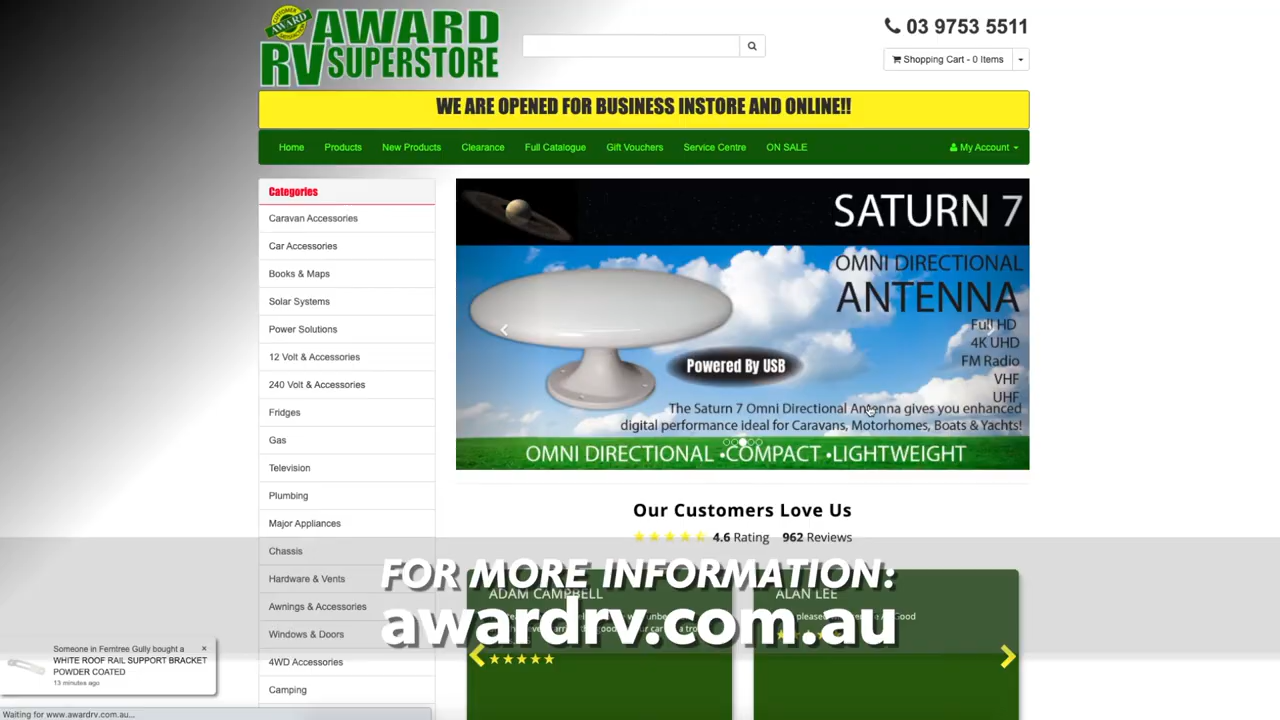 CUSTOMER
AWARD
SATISFACTION
AWARD
RV SUPERSTORE
03 9753 5511
Shopping Cart - 0 Items
WE ARE OPENED FOR BUSINESS INSTORE AND ONLINE!!
Home Products New Products Clearance Full Catalogue Gift Vouchers Service Centre ON SALE My Account
Categories
Caravan Accessories
Car Accessories
Books & Maps
Solar Systems
Power Solutions
12 Volt & Accessories
240 Volt & Accessories
Fridges
Gas
Television
Plumbing
Major Appliances
Chassis
Hardware & Vents
Awnings & Accessories
Windows & Doors
4WD Accessories
Camping
SATURN 7
OMNI DIRECTIONAL
ANTENNA
Full HD
4K UHD
FM Radio
VHF
UHF
Powered By USB
The Saturn 7 Omni Directional Antenna gives you enhanced
digital performance ideal for Caravans, Motorhomes, Boats & Yachts!
OMNI DIRECTIONAL •COMPACT •LIGHTWEIGHT
Our Customers Love Us
4.6 Rating 962 Reviews
ADAM CAMPBELL
ALAN LEE
FOR MORE INFORMATION:
awardrv.com.au
Someone in Ferntree Gully bought a
WHITE ROOF RAIL SUPPORT BRACKET
POWDER COATED
13 minutes ago
Waiting for www.awardrv.com.au...